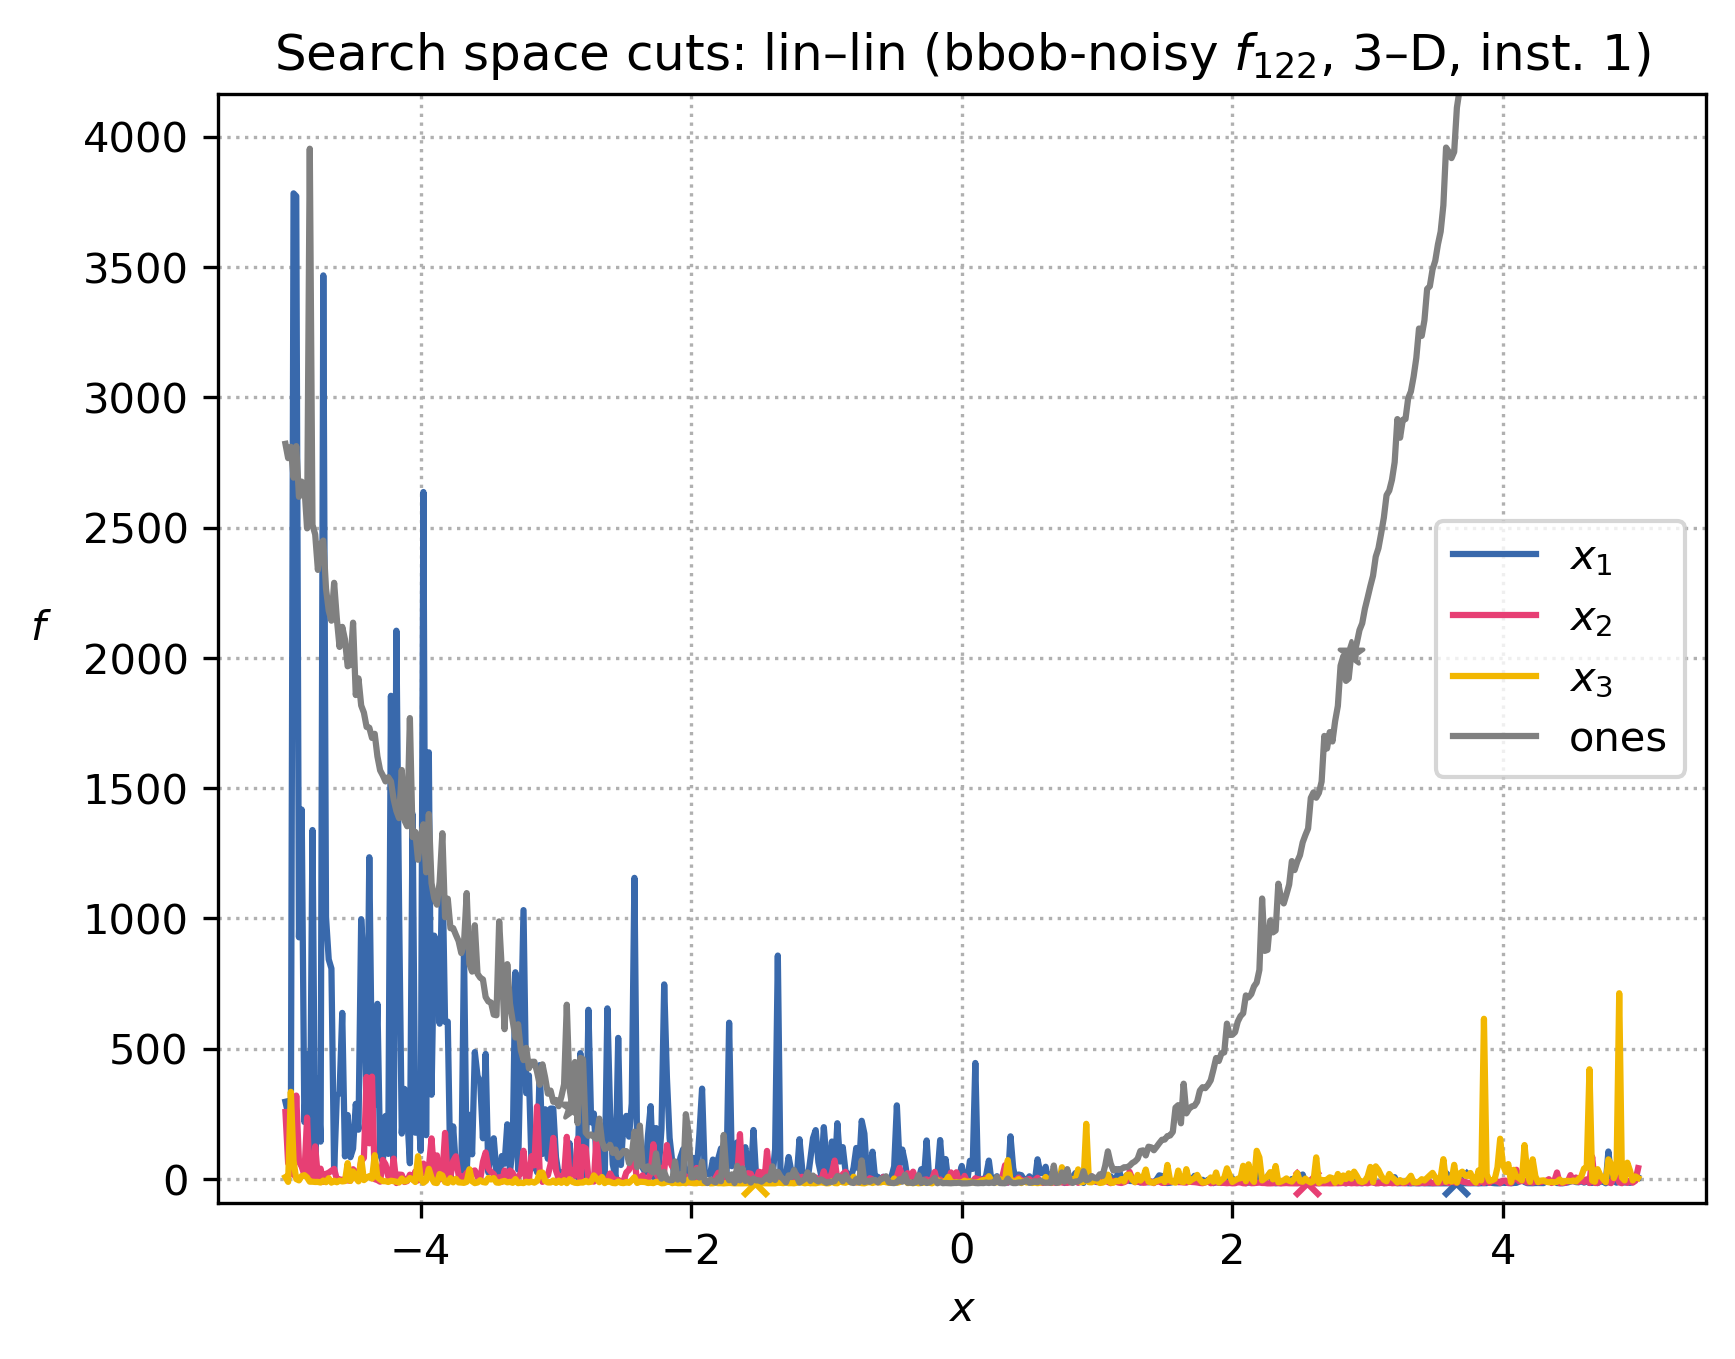 Search space cuts: lin–lin (bbob-noisy f₁₂₂, 3–D, inst. 1)
4000
3500
3000
2500
2000
1500
1000
500
0
f
x₁
x₂
x₃
ones
−4
−2
0
2
4
x